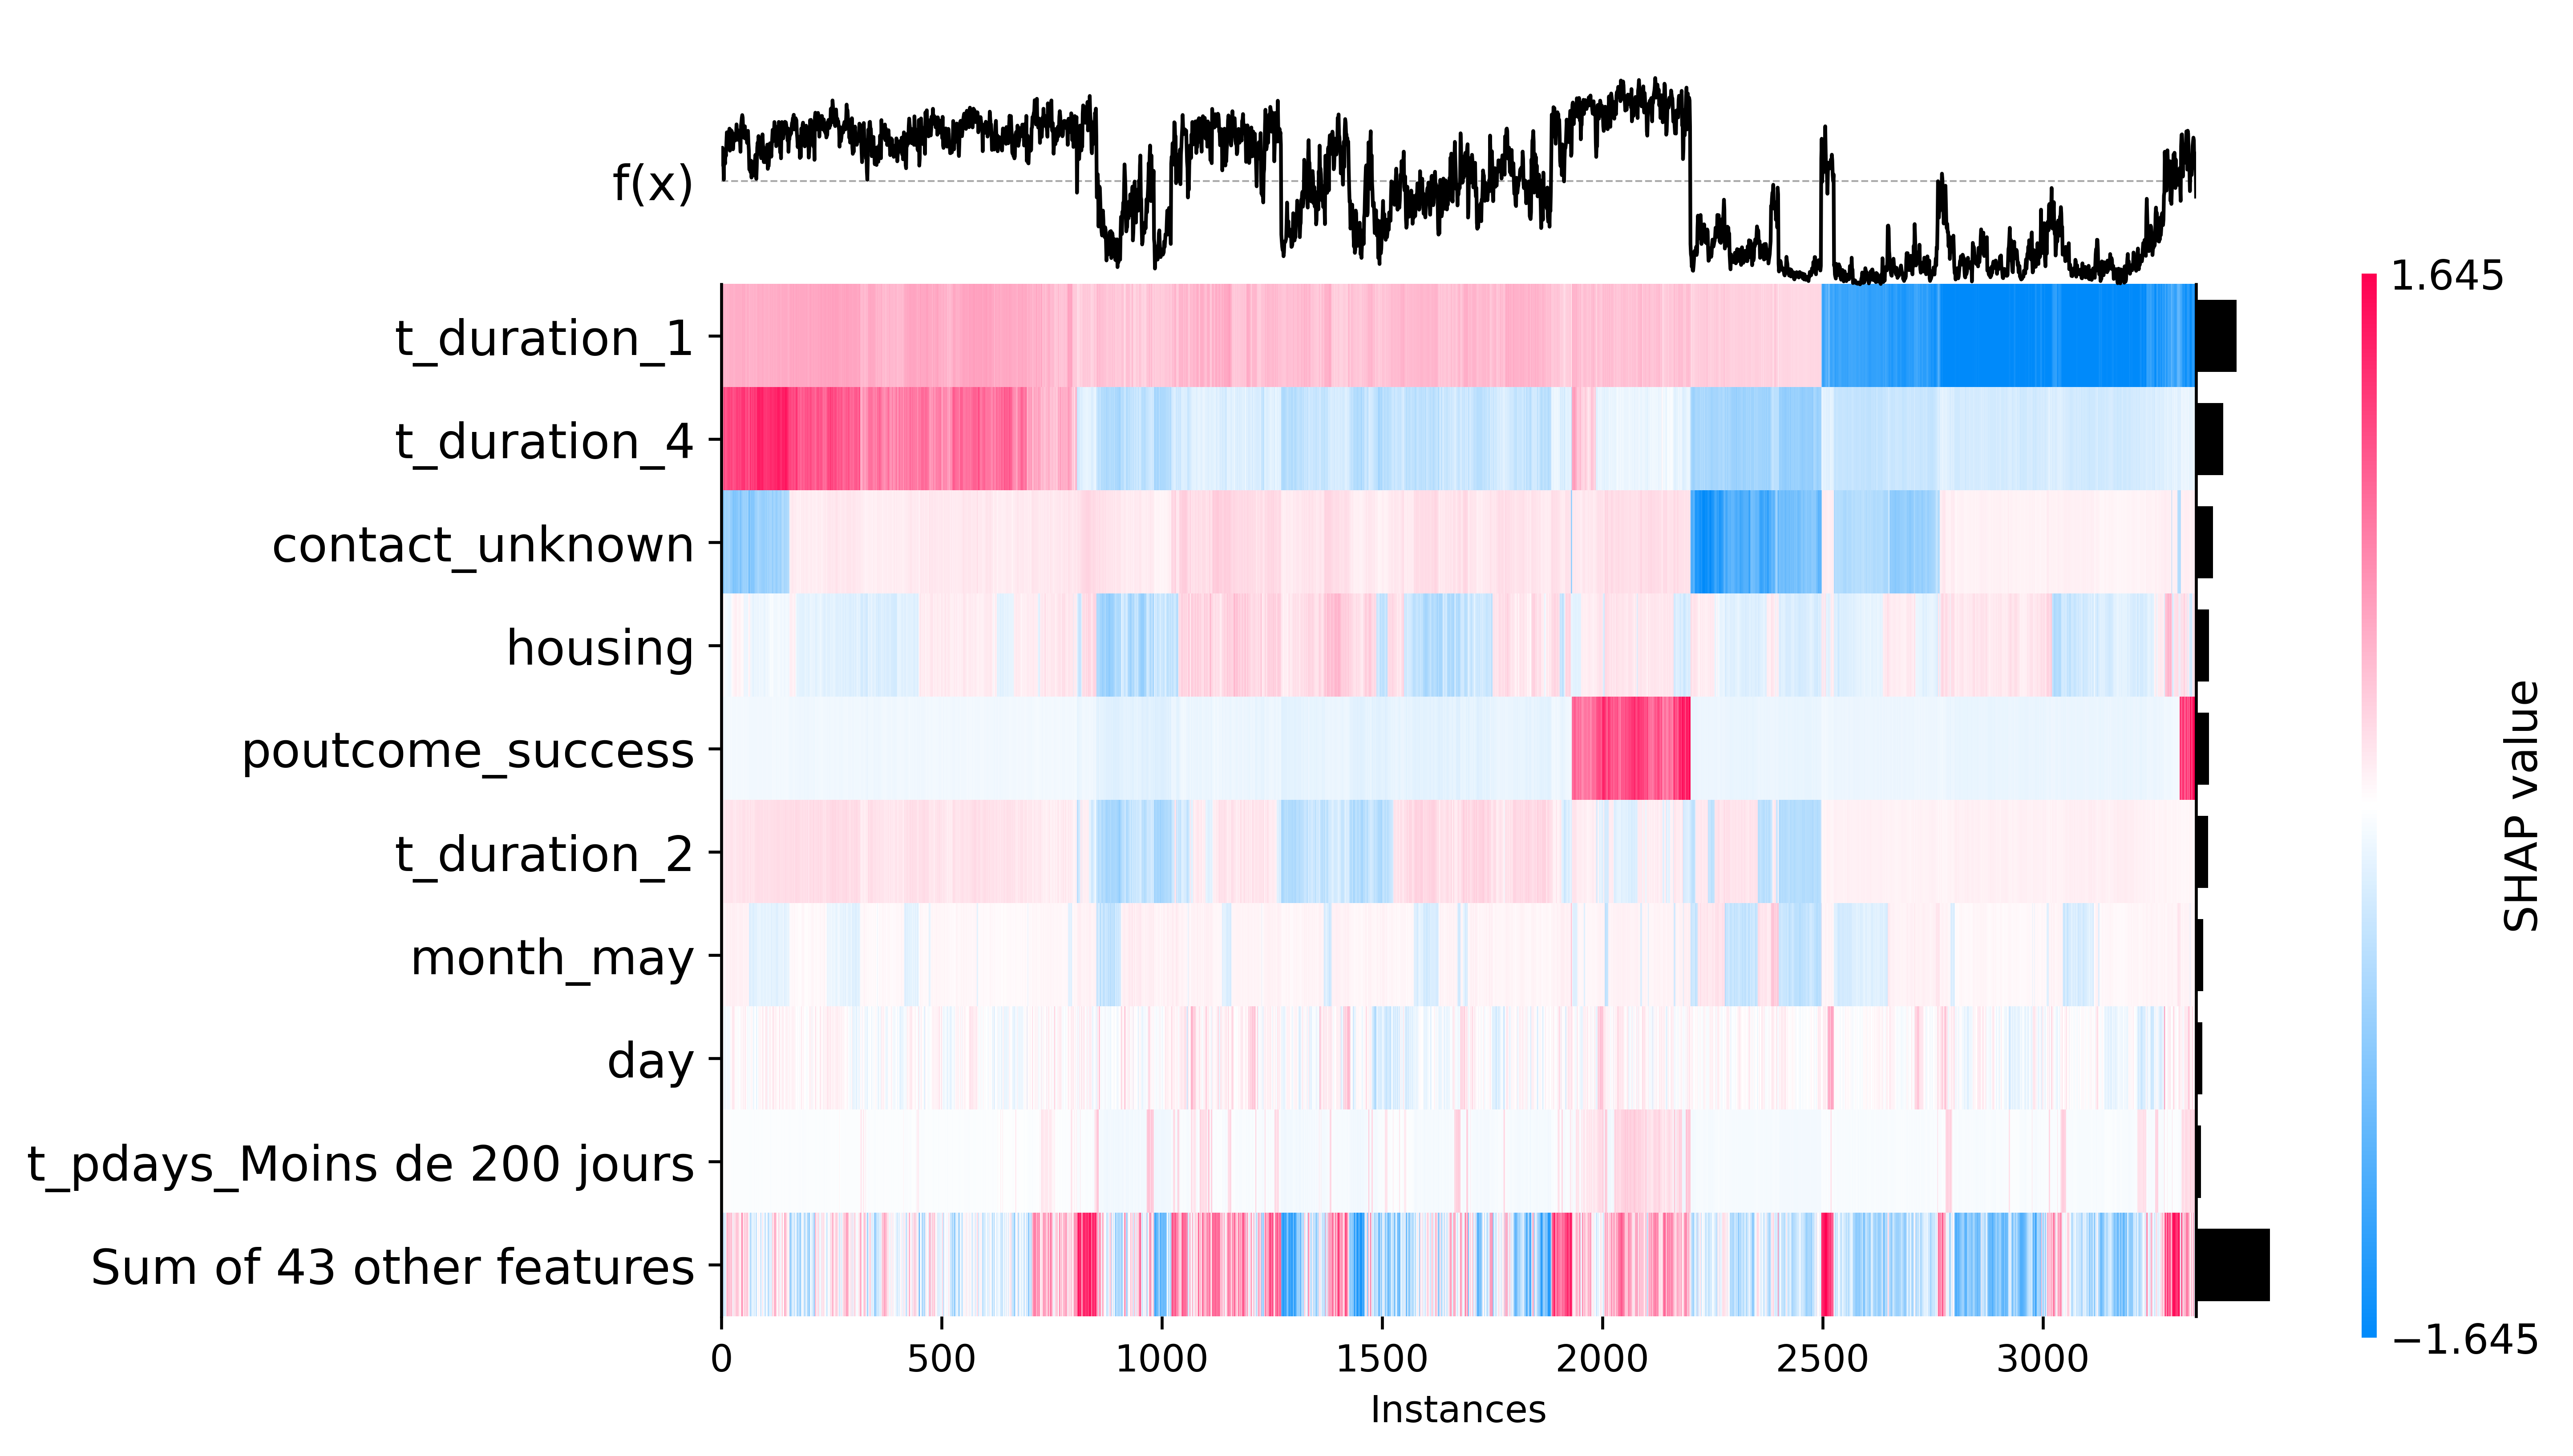 f(x)
t_duration_1
t_duration_4
contact_unknown
housing
poutcome_success
t_duration_2
month_may
day
t_pdays_Moins de 200 jours
Sum of 43 other features
0 500 1000 1500 2000 2500 3000
Instances
1.645
SHAP value
−1.645